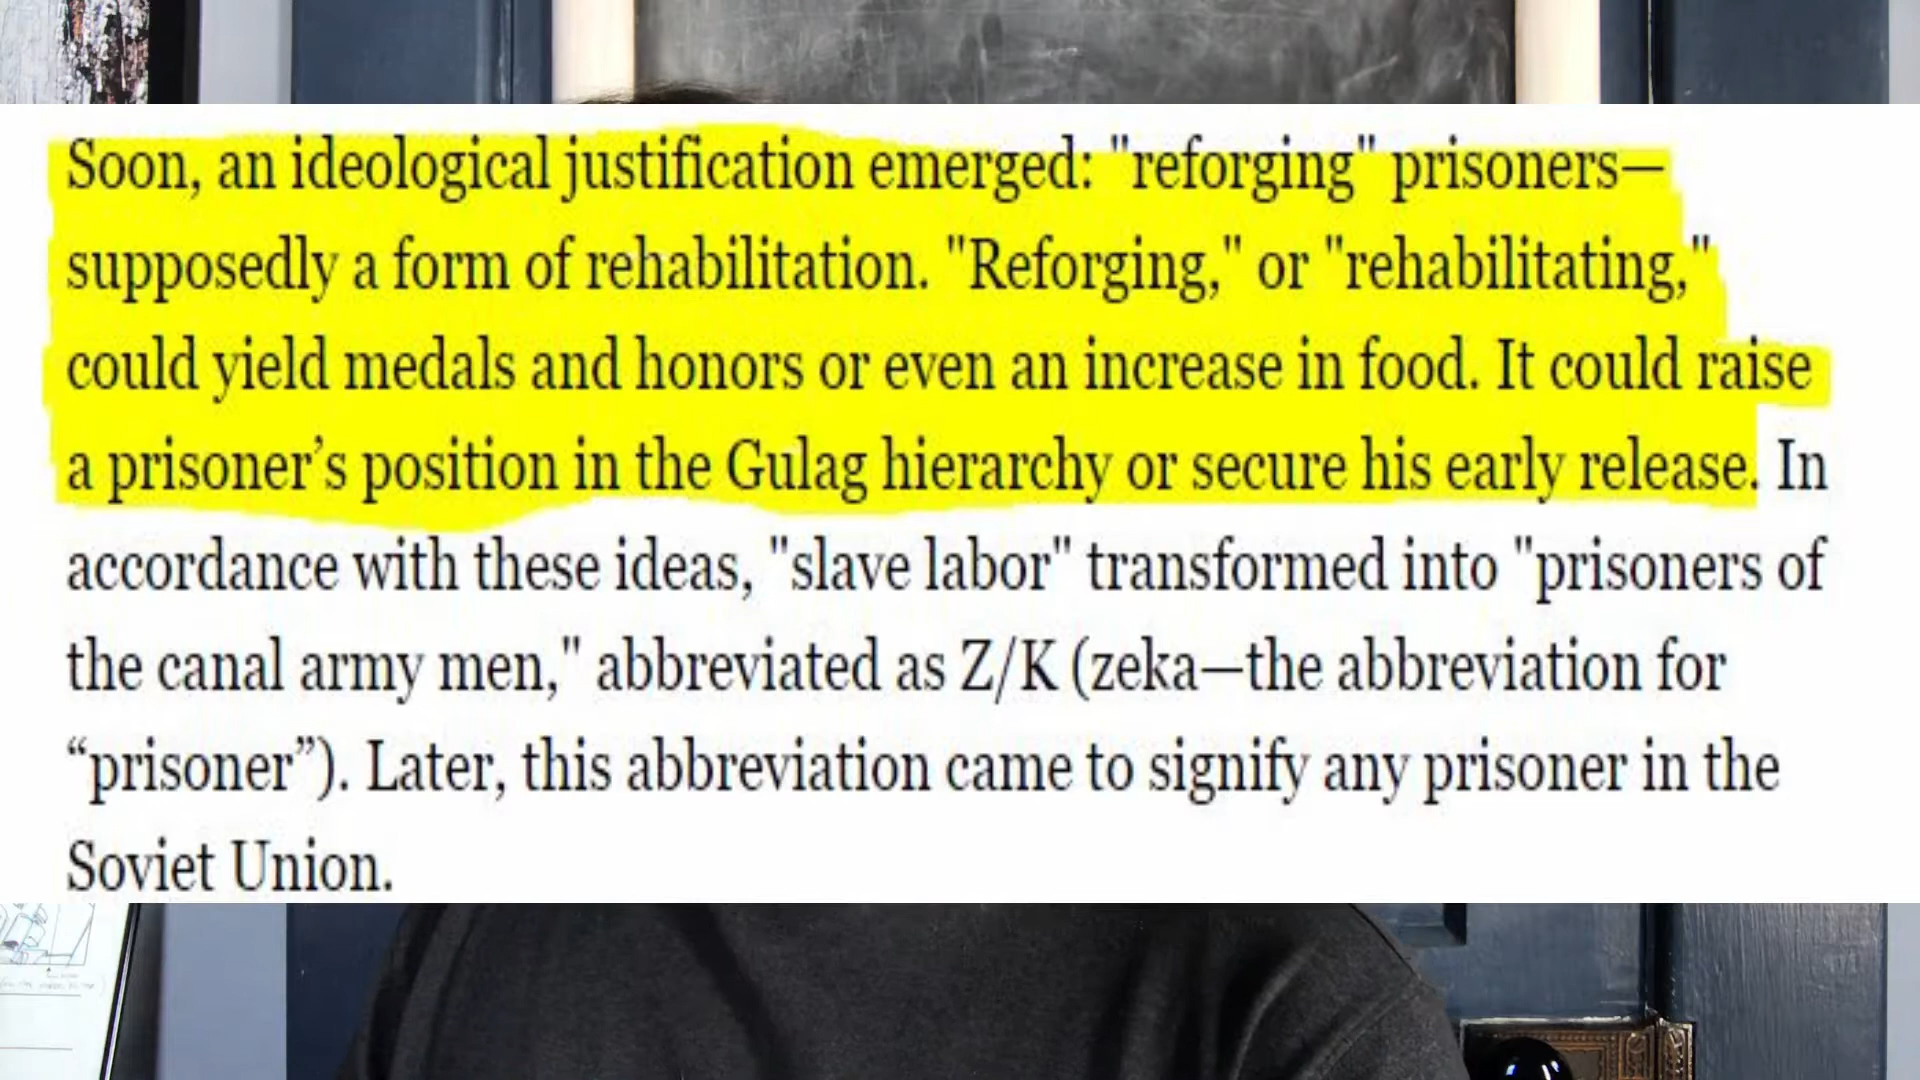 Soon, an ideological justification emerged: "reforging" prisoners—
supposedly a form of rehabilitation. "Reforging," or "rehabilitating,"
could yield medals and honors or even an increase in food. It could raise
a prisoner’s position in the Gulag hierarchy or secure his early release. In
accordance with these ideas, "slave labor" transformed into "prisoners of
the canal army men," abbreviated as Z/K (zeka—the abbreviation for
“prisoner”). Later, this abbreviation came to signify any prisoner in the
Soviet Union.